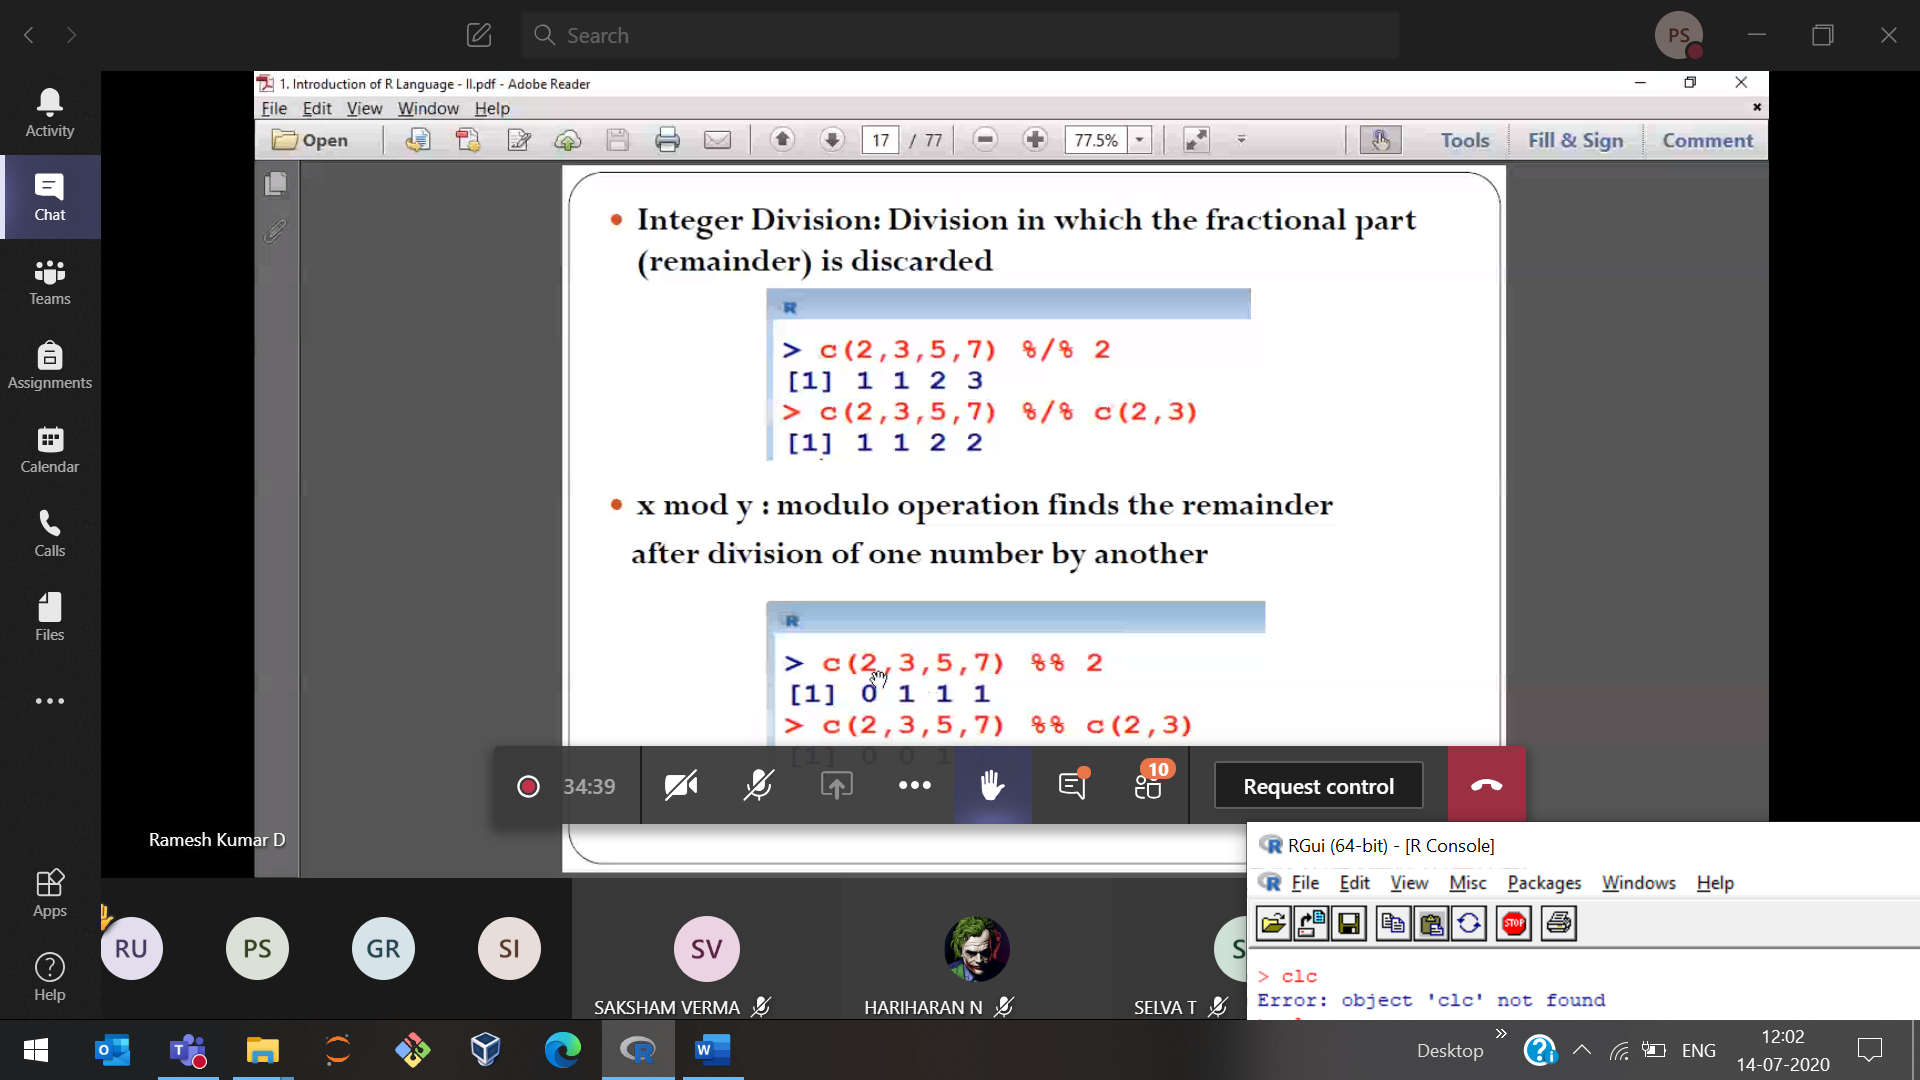 Search
PS
1. Introduction of R Language - II.pdf - Adobe Reader
File Edit View Window Help
Open 17 / 77 77.5% Tools Fill & Sign Comment
Activity
Chat
Teams
Assignments
Calendar
Calls
Files
Apps
Help
• Integer Division: Division in which the fractional part
(remainder) is discarded
R
> c(2,3,5,7) %/% 2
[1] 1 1 2 3
> c(2,3,5,7) %/% c(2,3)
[1] 1 1 2 2
• x mod y : modulo operation finds the remainder
after division of one number by another
R
> c(2,3,5,7) %% 2
[1] 0 1 1 1
> c(2,3,5,7) %% c(2,3)
[1] 0 0 1
34:39 10 Request control
Ramesh Kumar D
RU PS GR SI SV S
SAKSHAM VERMA HARIHARAN N SELVA T
RGui (64-bit) - [R Console]
File Edit View Misc Packages Windows Help
STOP
> clc
Error: object 'clc' not found
Desktop ENG 12:02
14-07-2020